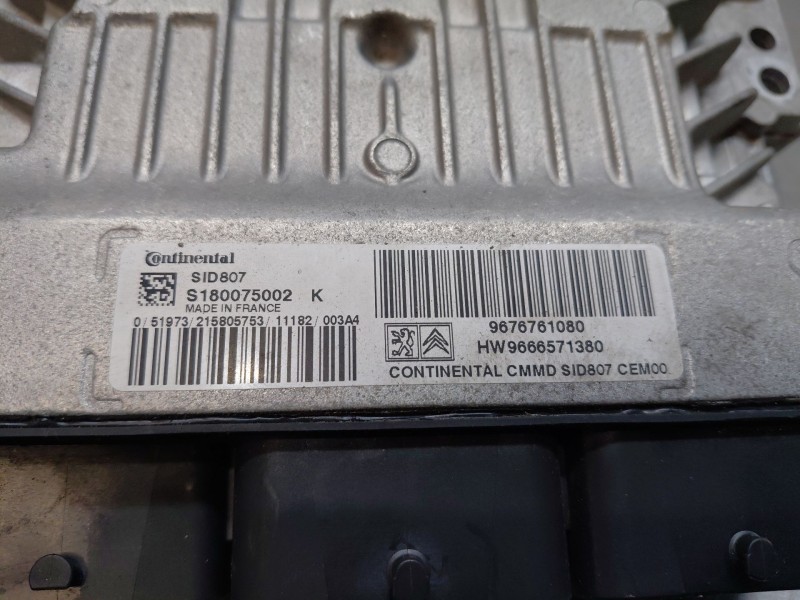 Continental
SID807
S180075002 K
MADE IN FRANCE
0/51973/215805753/11182/003A4
9676761080
HW9666571380
CONTINENTAL CMMD SID807 CEM00